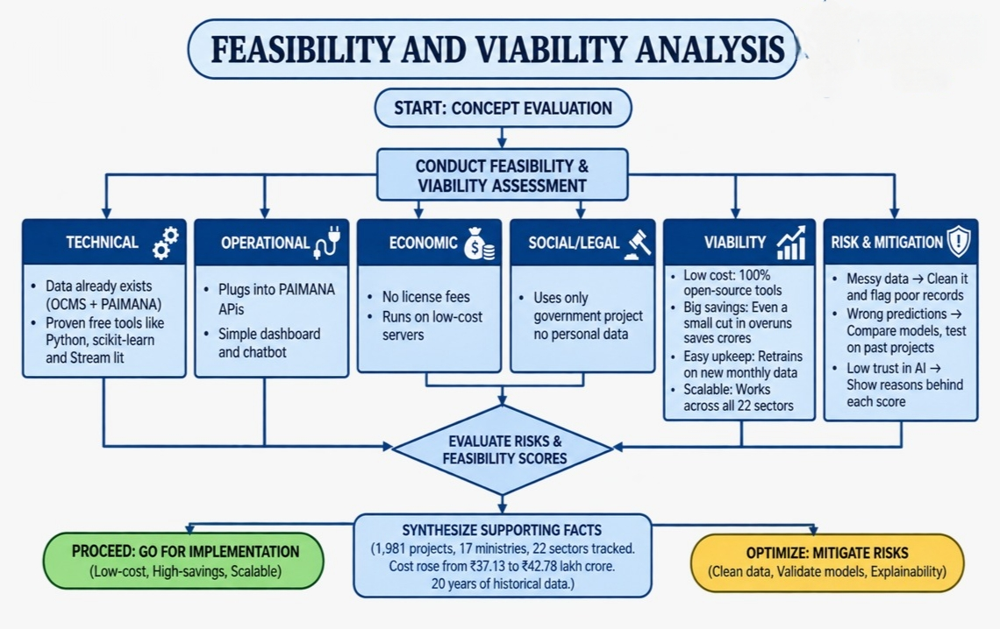 FEASIBILITY AND VIABILITY ANALYSIS
START: CONCEPT EVALUATION
CONDUCT FEASIBILITY &
VIABILITY ASSESSMENT
TECHNICAL
• Data already exists
(OCMS + PAIMANA)
• Proven free tools like
Python, scikit-learn
and Stream lit
OPERATIONAL
• Plugs into PAIMANA
APIs
• Simple dashboard
and chatbot
ECONOMIC
• No license fees
• Runs on low-cost
servers
SOCIAL/LEGAL
• Uses only
government project
no personal data
VIABILITY
• Low cost: 100%
open-source tools
• Big savings: Even a
small cut in overuns
saves crores
• Easy upkeep: Retrains
on new monthly data
• Scalable: Works
across all 22 sectors
RISK & MITIGATION
• Messy data → Clean it
and flag poor records
• Wrong predictions →
Compare models, test
on past projects
• Low trust in AI →
Show reasons behind
each score
EVALUATE RISKS &
FEASIBILITY SCORES
PROCEED: GO FOR IMPLEMENTATION
(Low-cost, High-savings, Scalable)
SYNTHESIZE SUPPORTING FACTS
(1,981 projects, 17 ministries, 22 sectors tracked.
Cost rose from ₹37.13 to ₹42.78 lakh crore.
20 years of historical data.)
OPTIMIZE: MITIGATE RISKS
(Clean data, Validate models, Explainability)